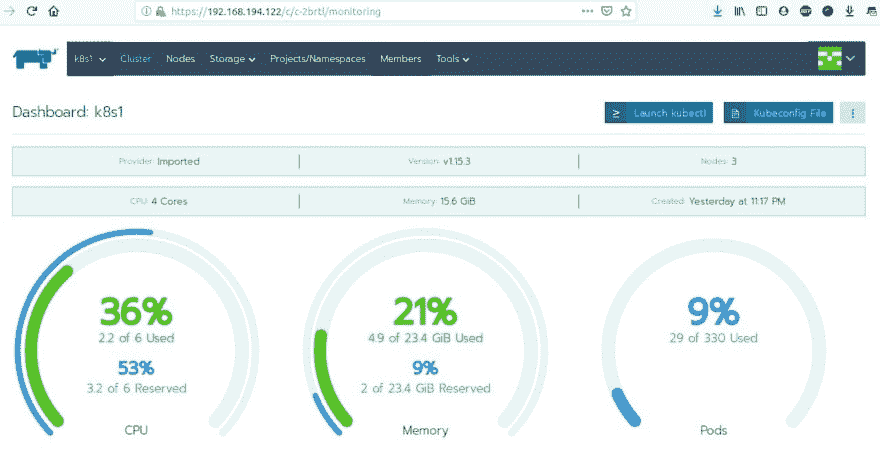 https://192.168.194.122/c/c-2brtl/monitoring
k8s1 Cluster Nodes Storage Projects/Namespaces Members Tools
Dashboard: k8s1
Launch kubectl Kubeconfig File
Provider: Imported Version: v1.15.3 Nodes: 3
CPU: 4 Cores Memory: 15.6 GiB Created: Yesterday at 11:17 PM
36% 21% 9%
2.2 of 6 Used 4.9 of 23.4 GiB Used 29 of 330 Used
53% 9%
3.2 of 6 Reserved 2 of 23.4 GiB Reserved
CPU Memory Pods